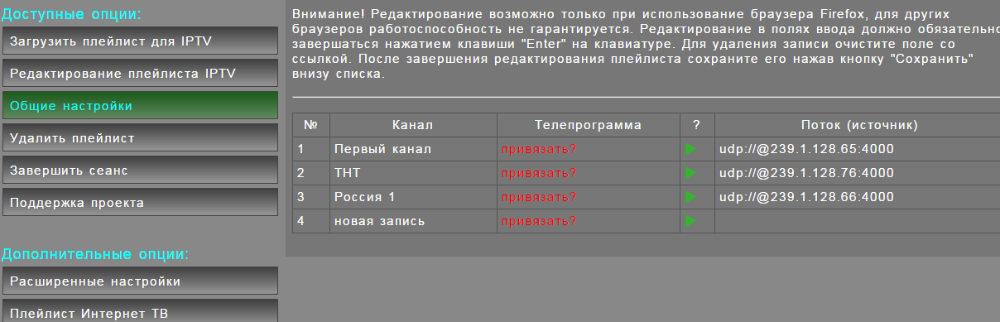 Доступные опции:
Загрузить плейлист для IPTV
Редактирование плейлиста IPTV
Общие настройки
Удалить плейлист
Завершить сеанс
Поддержка проекта
Дополнительные опции:
Расширенные настройки
Плейлист Интернет ТВ
Внимание! Редактирование возможно только при использование браузера Firefox, для других
браузеров работоспособность не гарантируется. Редактирование в полях ввода должно обязательно
завершаться нажатием клавиши "Enter" на клавиатуре. Для удаления записи очистите поле со
ссылкой. После завершения редактирования плейлиста сохраните его нажав кнопку "Сохранить"
внизу списка.
№ Канал Телепрограмма ? Поток (источник)
1 Первый канал привязать? udp://@239.1.128.65:4000
2 ТНТ привязать? udp://@239.1.128.76:4000
3 Россия 1 привязать? udp://@239.1.128.66:4000
4 новая запись привязать?